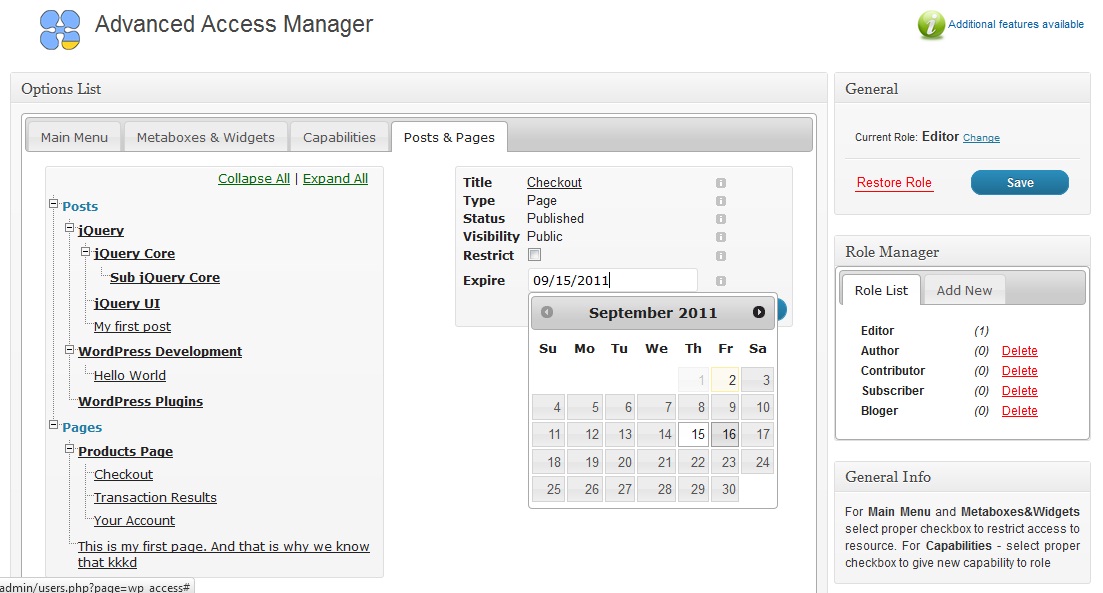 Advanced Access Manager
Additional features available
Options List
Main Menu
Metaboxes & Widgets
Capabilities
Posts & Pages
Collapse All | Expand All
Posts
jQuery
jQuery Core
Sub jQuery Core
jQuery UI
My first post
WordPress Development
Hello World
WordPress Plugins
Pages
Products Page
Checkout
Transaction Results
Your Account
This is my first page. And that is why we know
that kkkd
Title Checkout
Type Page
Status Published
Visibility Public
Restrict
Expire 09/15/2011
September 2011
Su Mo Tu We Th Fr Sa
1 2 3
4 5 6 7 8 9 10
11 12 13 14 15 16 17
18 19 20 21 22 23 24
25 26 27 28 29 30
General
Current Role: Editor Change
Restore Role
Save
Role Manager
Role List
Add New
Editor (1)
Author (0) Delete
Contributor (0) Delete
Subscriber (0) Delete
Bloger (0) Delete
General Info
For Main Menu and Metaboxes&Widgets
select proper checkbox to restrict access to
resource. For Capabilities - select proper
checkbox to give new capability to role
admin/users.php?page=wp_access#